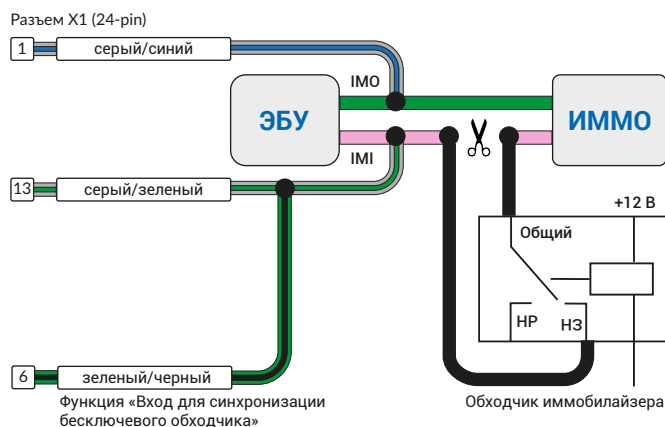 Разъем X1 (24-pin)
1 серый/синий
IMO
ЭБУ
ИММО
IMI
13 серый/зеленый
+12 В
Общий
НР
НЗ
6 зеленый/черный
Функция «Вход для синхронизации
бесключевого обходчика»
Обходчик иммобилайзера